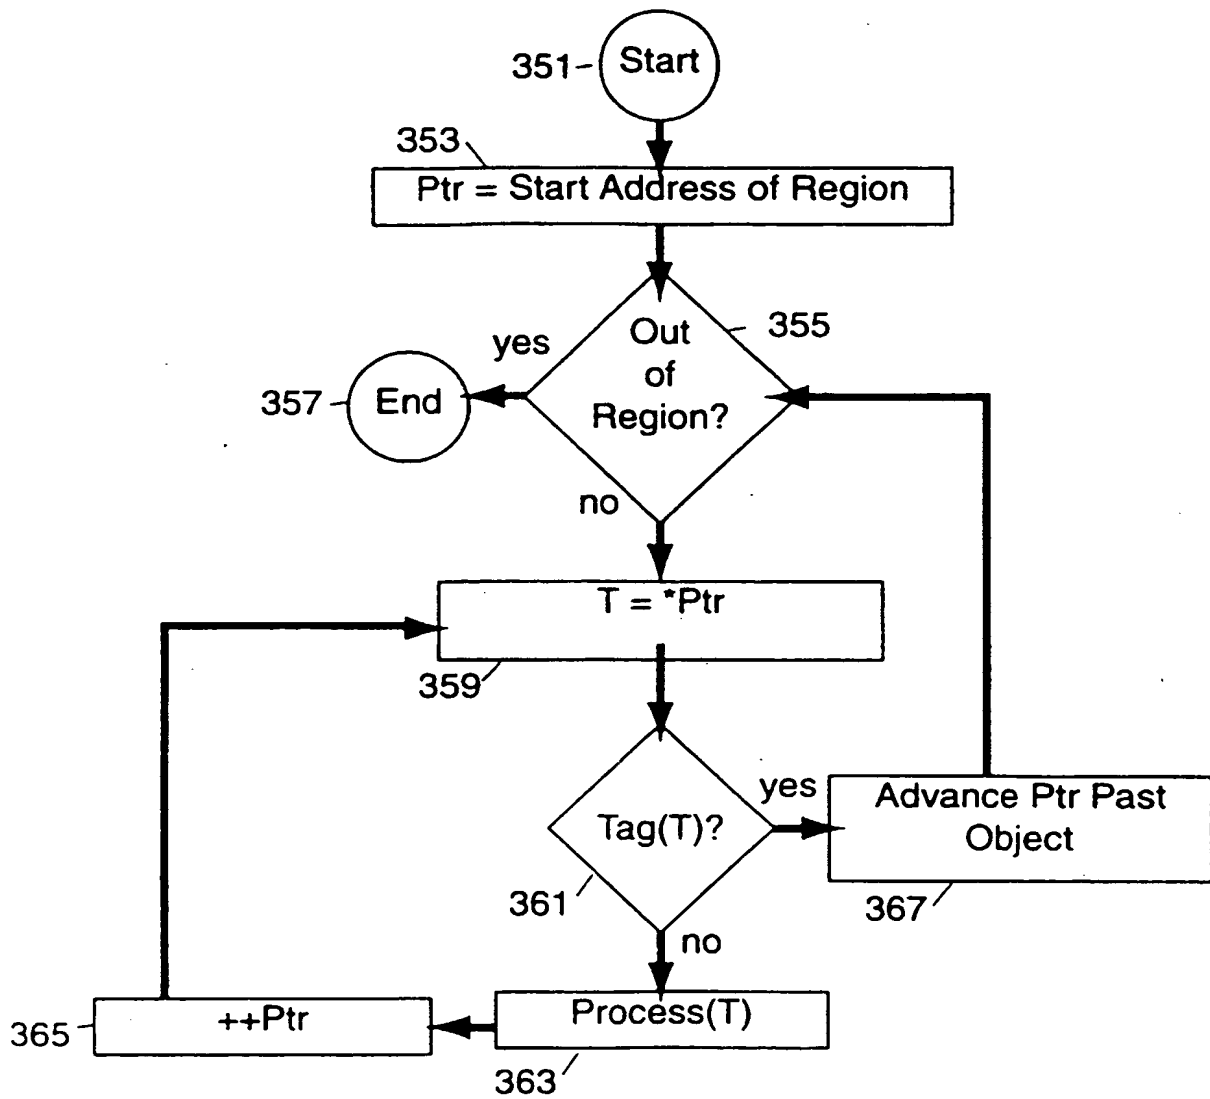 351
Start
353
Ptr = Start Address of Region
355
Out
of
Region?
yes
357
End
no
T = *Ptr
359
Tag(T)?
361
yes
Advance Ptr Past
Object
367
no
Process(T)
363
++Ptr
365